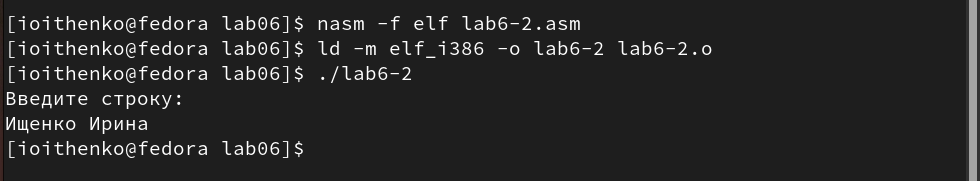 [ioithenko@fedora lab06]$ nasm -f elf lab6-2.asm
[ioithenko@fedora lab06]$ ld -m elf_i386 -o lab6-2 lab6-2.o
[ioithenko@fedora lab06]$ ./lab6-2
Введите строку:
Ищенко Ирина
[ioithenko@fedora lab06]$